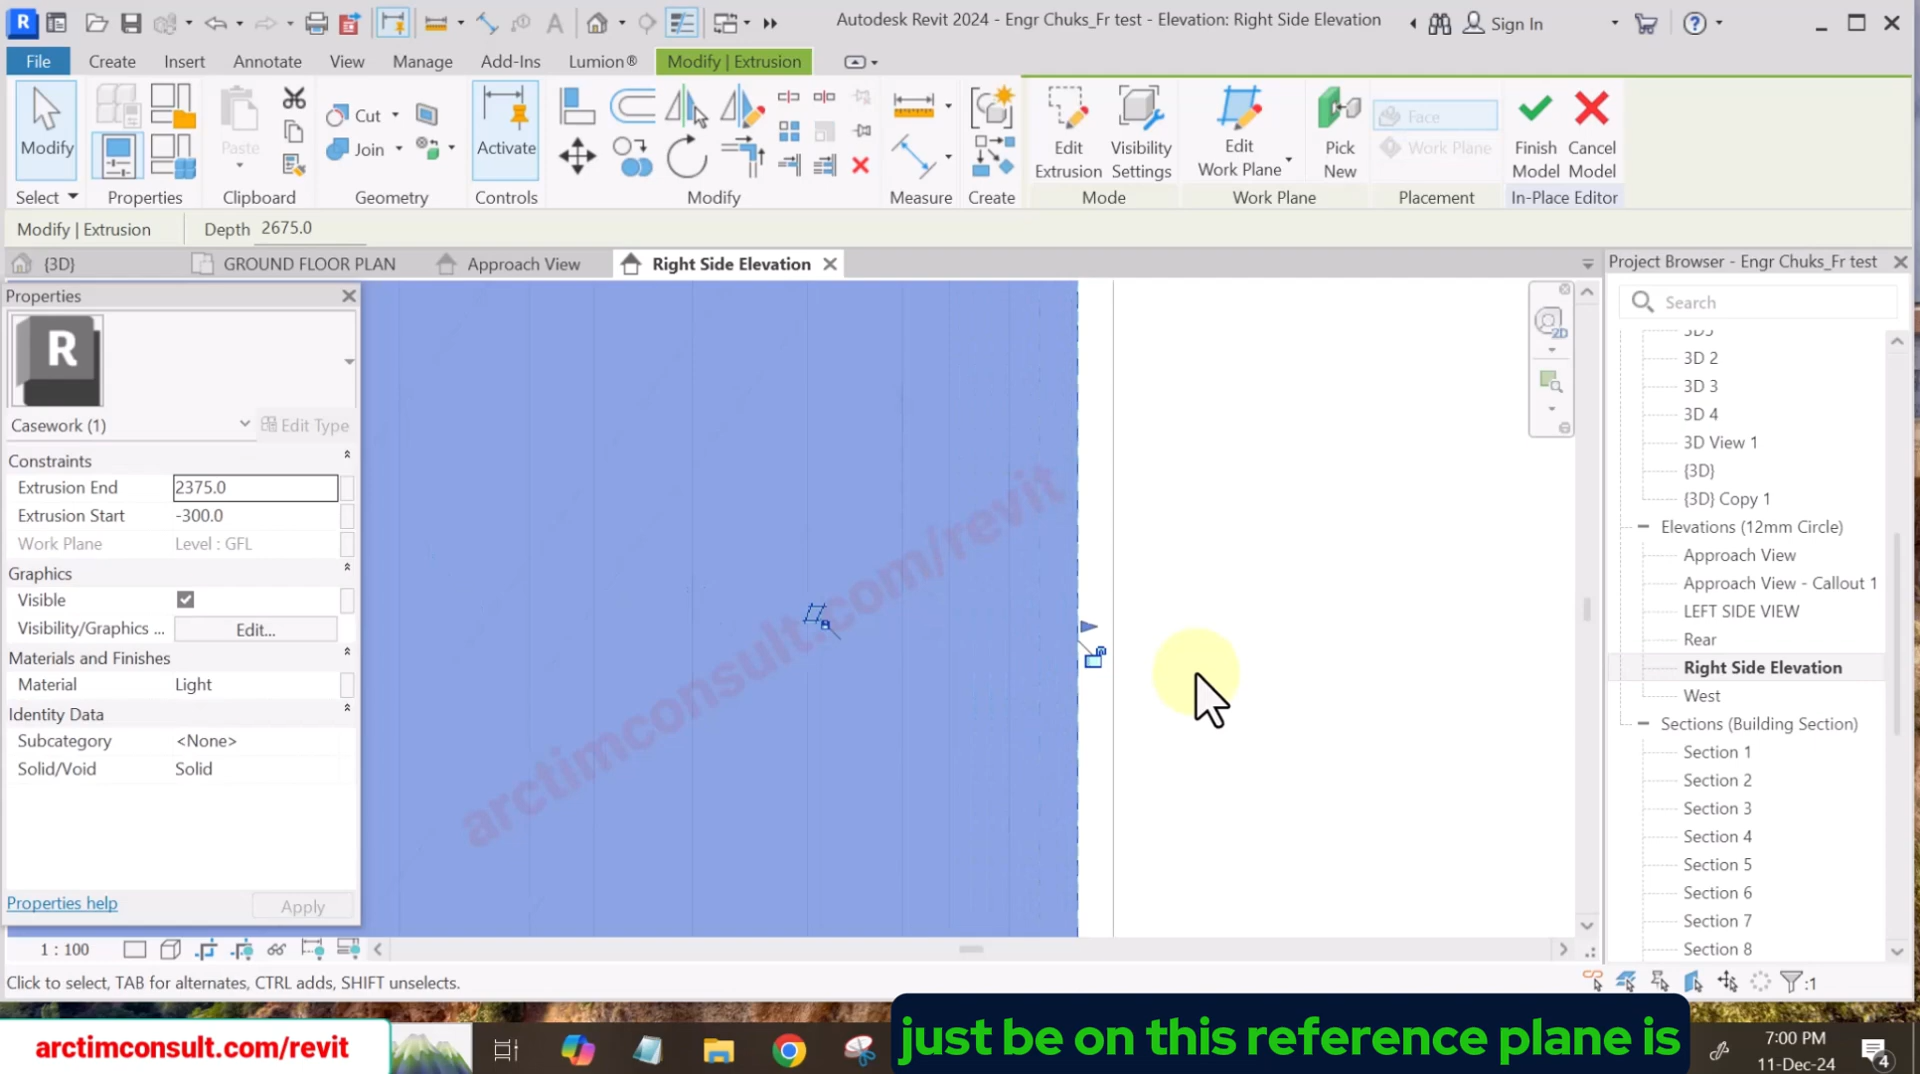 Autodesk Revit 2024 - Engr Chuks_Fr test - Elevation: Right Side Elevation
Sign In
File Create Insert Annotate View Manage Add-Ins Lumion® Modify | Extrusion
Modify
Select
Properties
Paste
Clipboard
Cut
Join
Geometry
Activate
Controls
Modify
Measure
Create
Edit
Extrusion
Visibility
Settings
Mode
Edit
Work Plane
Pick
New
Work Plane
Face
Work Plane
Placement
Finish
Model
Cancel
Model
In-Place Editor
Modify | Extrusion Depth 2675.0
{3D} GROUND FLOOR PLAN Approach View Right Side Elevation
Properties
R
Casework (1) Edit Type
Constraints
Extrusion End 2375.0
Extrusion Start -300.0
Work Plane Level : GFL
Graphics
Visible
Visibility/Graphics ... Edit...
Materials and Finishes
Material Light
Identity Data
Subcategory <None>
Solid/Void Solid
Properties help Apply
arctimconsult.com/revit
2D
Project Browser - Engr Chuks_Fr test
Search
3D 2
3D 3
3D 4
3D View 1
{3D}
{3D} Copy 1
Elevations (12mm Circle)
Approach View
Approach View - Callout 1
LEFT SIDE VIEW
Rear
Right Side Elevation
West
Sections (Building Section)
Section 1
Section 2
Section 3
Section 4
Section 5
Section 6
Section 7
Section 8
1 : 100
Click to select, TAB for alternates, CTRL adds, SHIFT unselects.
:1
arctimconsult.com/revit
just be on this reference plane is
7:00 PM
11-Dec-24
4